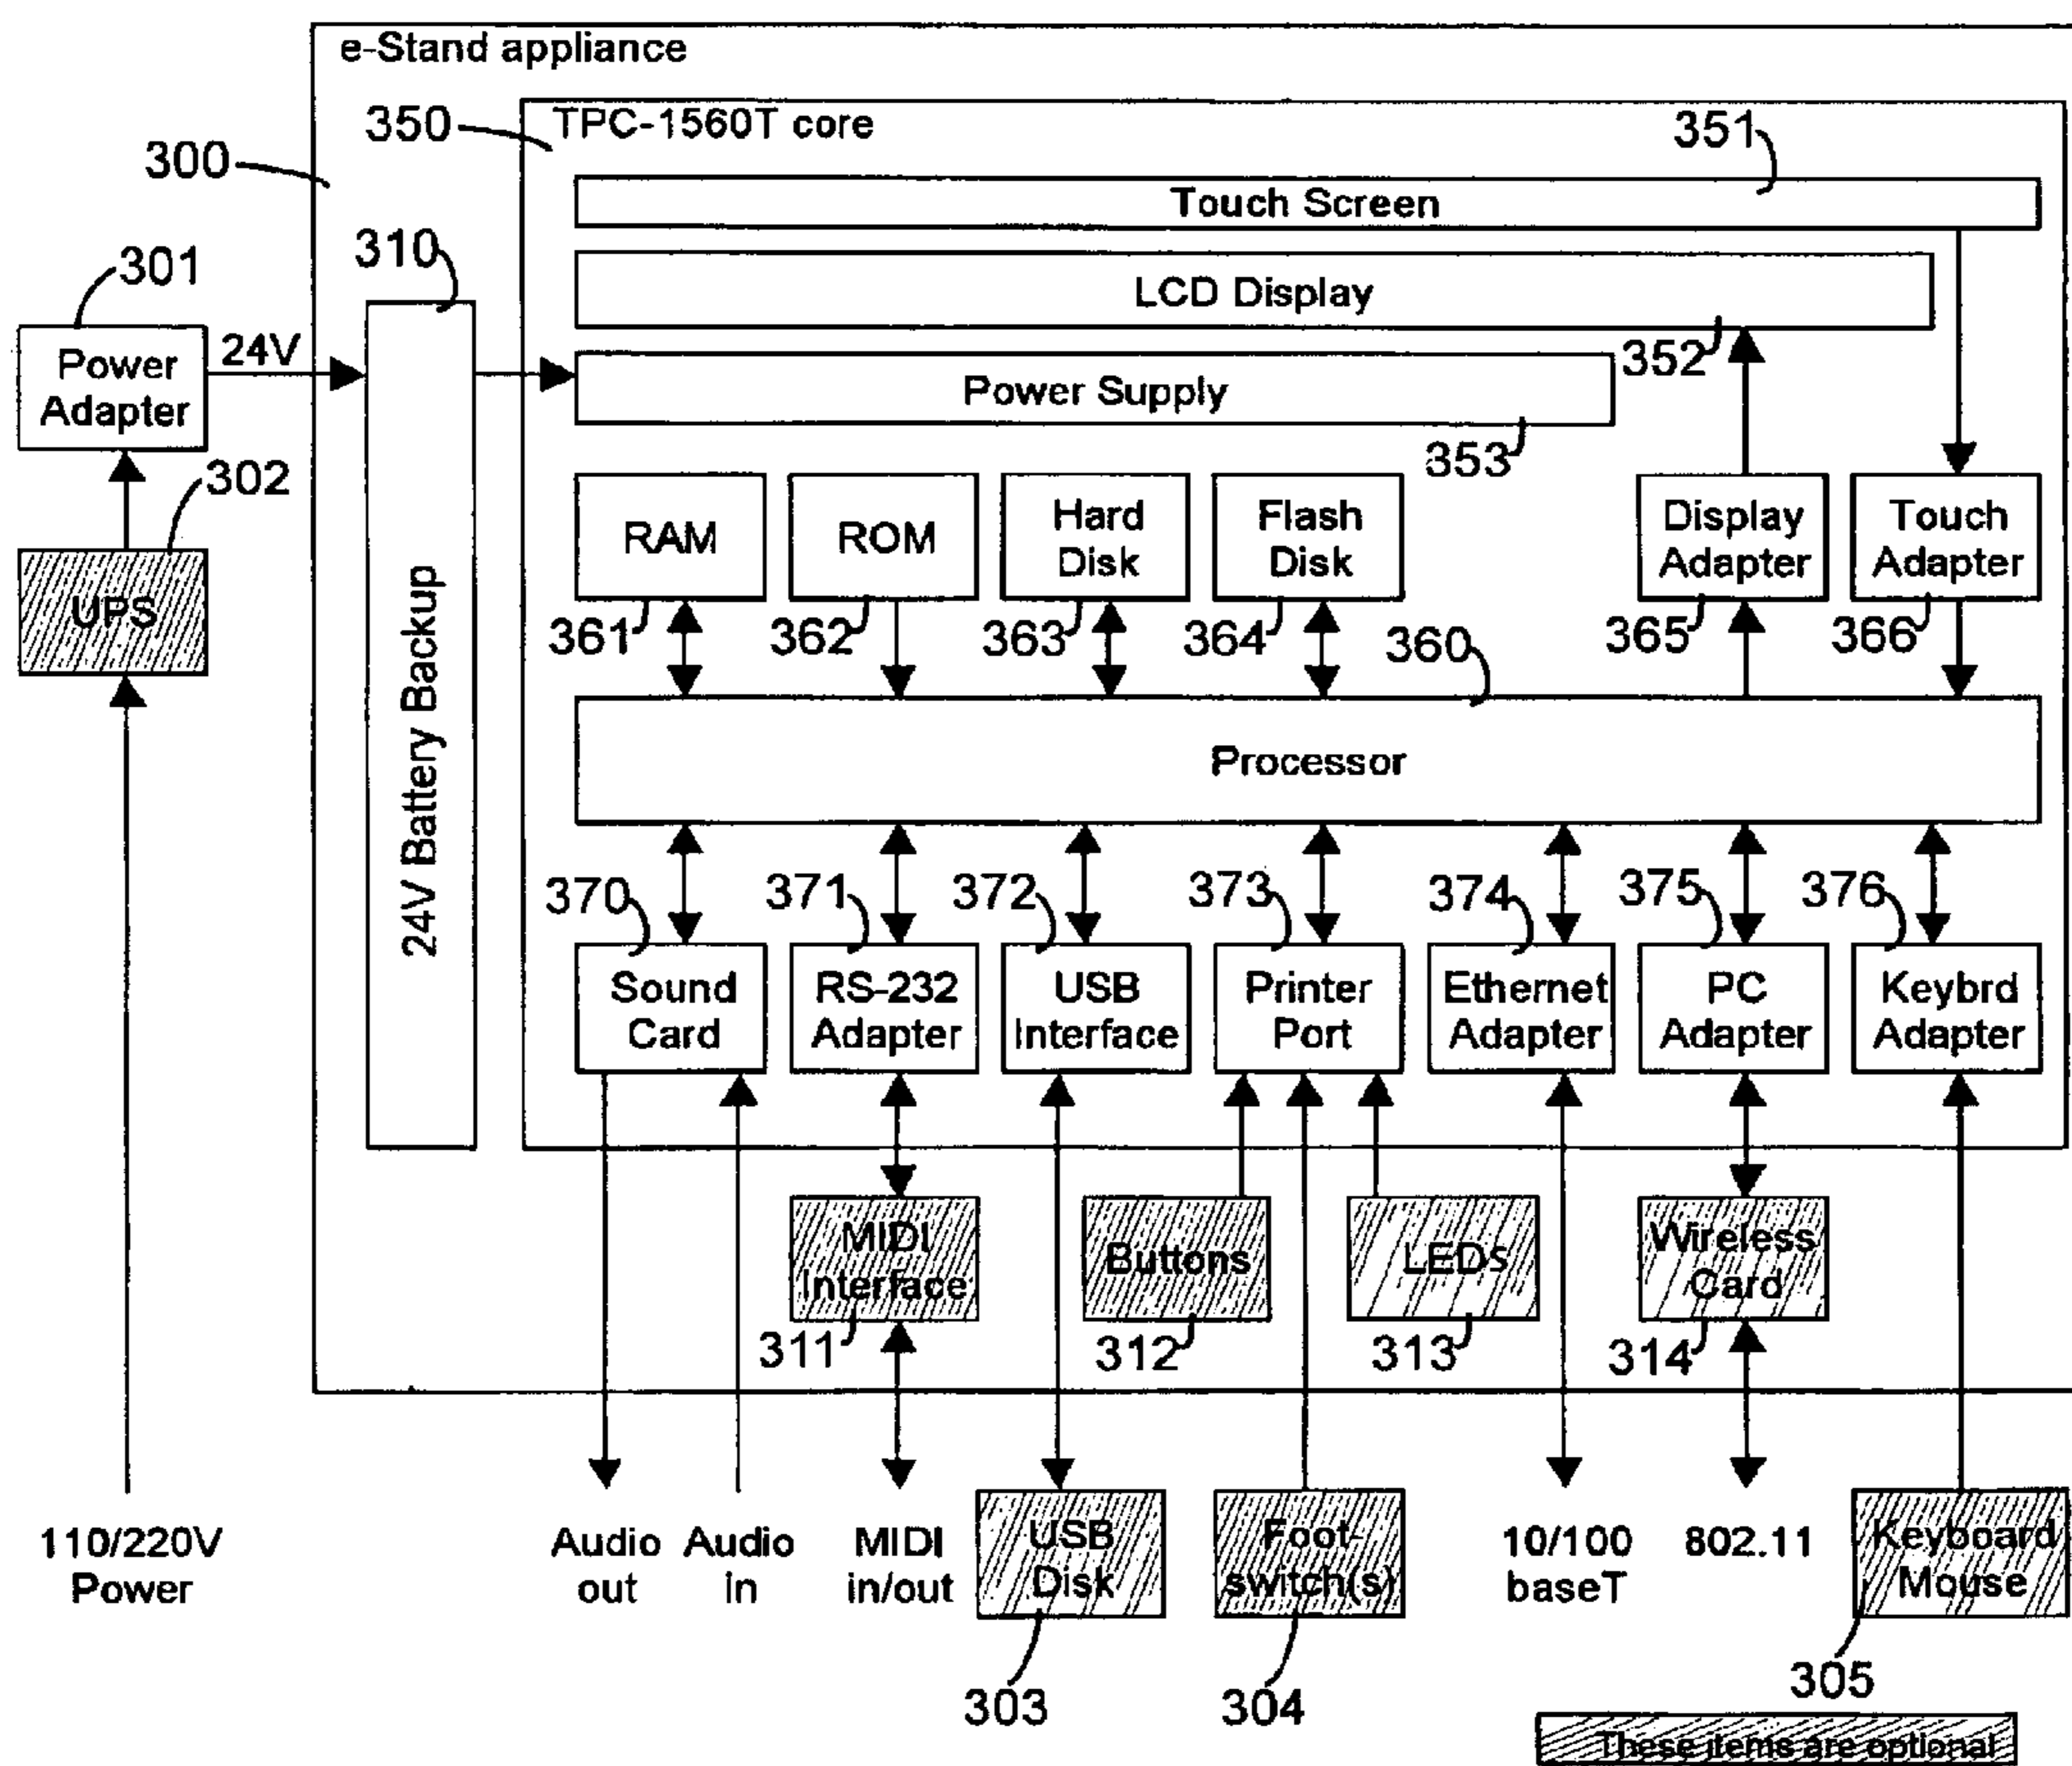 e-Stand appliance
350
TPC-1560T core
351
300
Touch Screen
310
301
LCD Display
24V
352
Power
Adapter
Power Supply
353
302
RAM
ROM
Hard
Disk
Flash
Disk
Display
Adapter
Touch
Adapter
UPS
361
362
363
364
360
365
366
24V Battery Backup
Processor
370
371
372
373
374
375
376
Sound
Card
RS-232
Adapter
USB
Interface
Printer
Port
Ethernet
Adapter
PC
Adapter
Keybrd
Adapter
MIDI
Interface
Buttons
LEDs
Wireless
Card
311
312
313
314
110/220V
Power
Audio
out
Audio
in
MIDI
in/out
USB
Disk
Foot-
switch(s)
10/100
baseT
802.11
Keyboard
Mouse
303
304
305
These items are optional